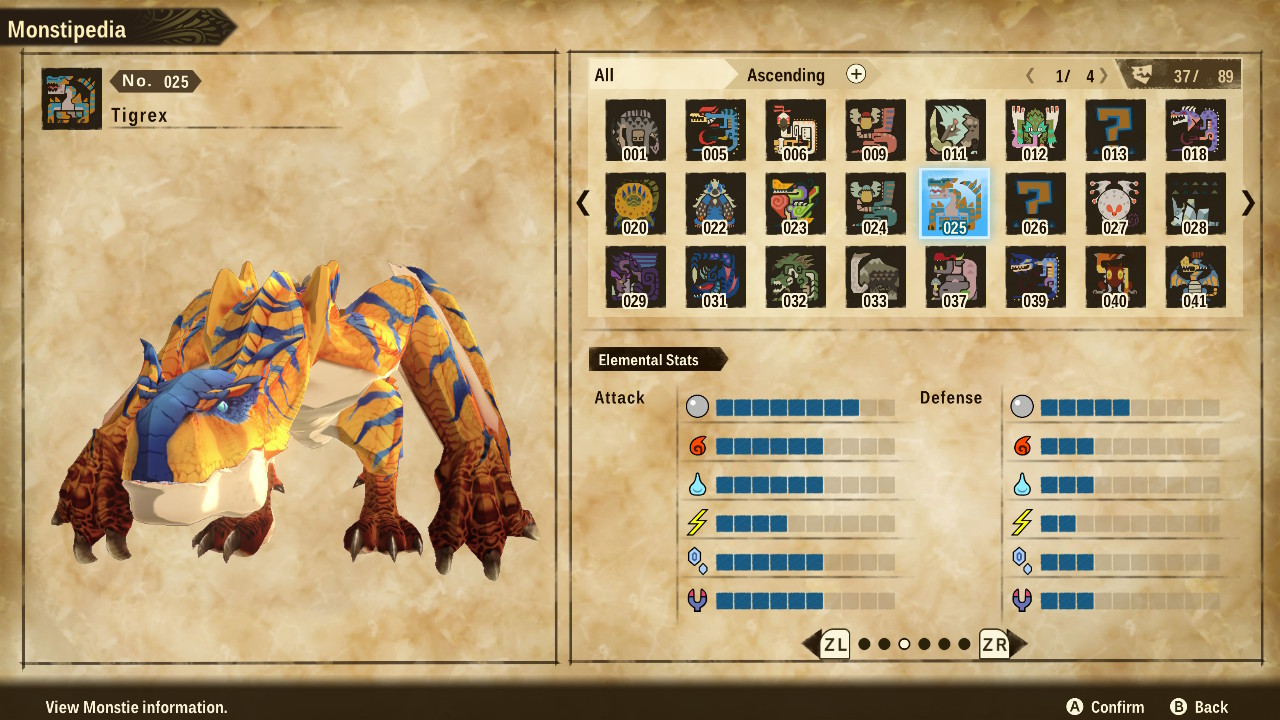 Monstipedia
No. 025
Tigrex
All
Ascending
1/ 4
37/ 89
001 005 006 009 011 012 013 018
020 022 023 024 025 026 027 028
029 031 032 033 037 039 040 041
Elemental Stats
Attack
Defense
ZL
ZR
View Monstie information.
A Confirm
B Back